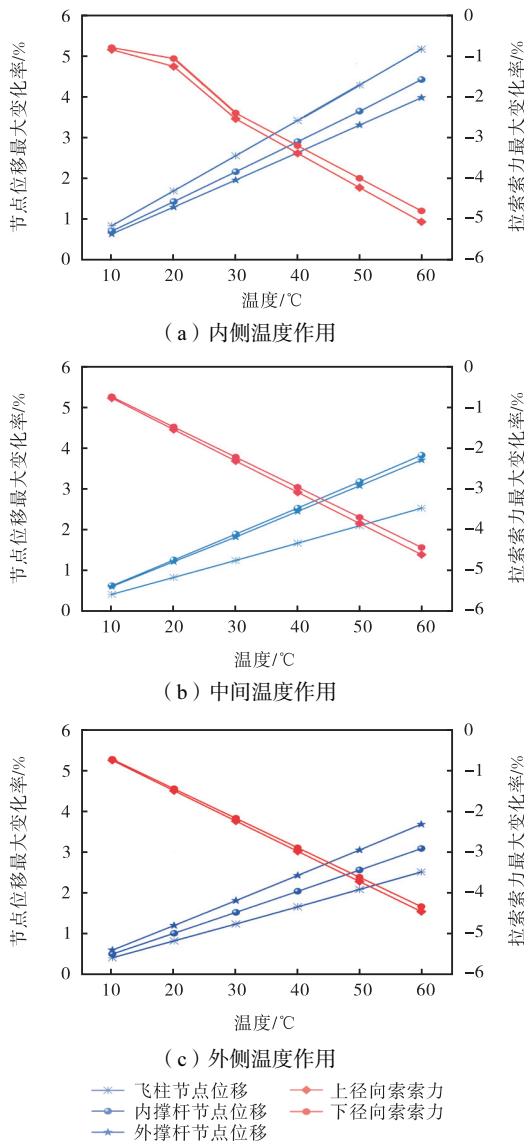 节点位移最大变化率/%
6
5
4
3
2
1
0
0
−1
−2
−3
−4
−5
−6
拉索索力最大变化率/%
10 20 30 40 50 60
温度/℃
（a）内侧温度作用
节点位移最大变化率/%
6
5
4
3
2
1
0
0
−1
−2
−3
−4
−5
−6
拉索索力最大变化率/%
10 20 30 40 50 60
温度/℃
（b）中间温度作用
节点位移最大变化率/%
6
5
4
3
2
1
0
0
−1
−2
−3
−4
−5
−6
拉索索力最大变化率/%
10 20 30 40 50 60
温度/℃
（c）外侧温度作用
飞柱节点位移 上径向索索力
内撑杆节点位移 下径向索索力
外撑杆节点位移